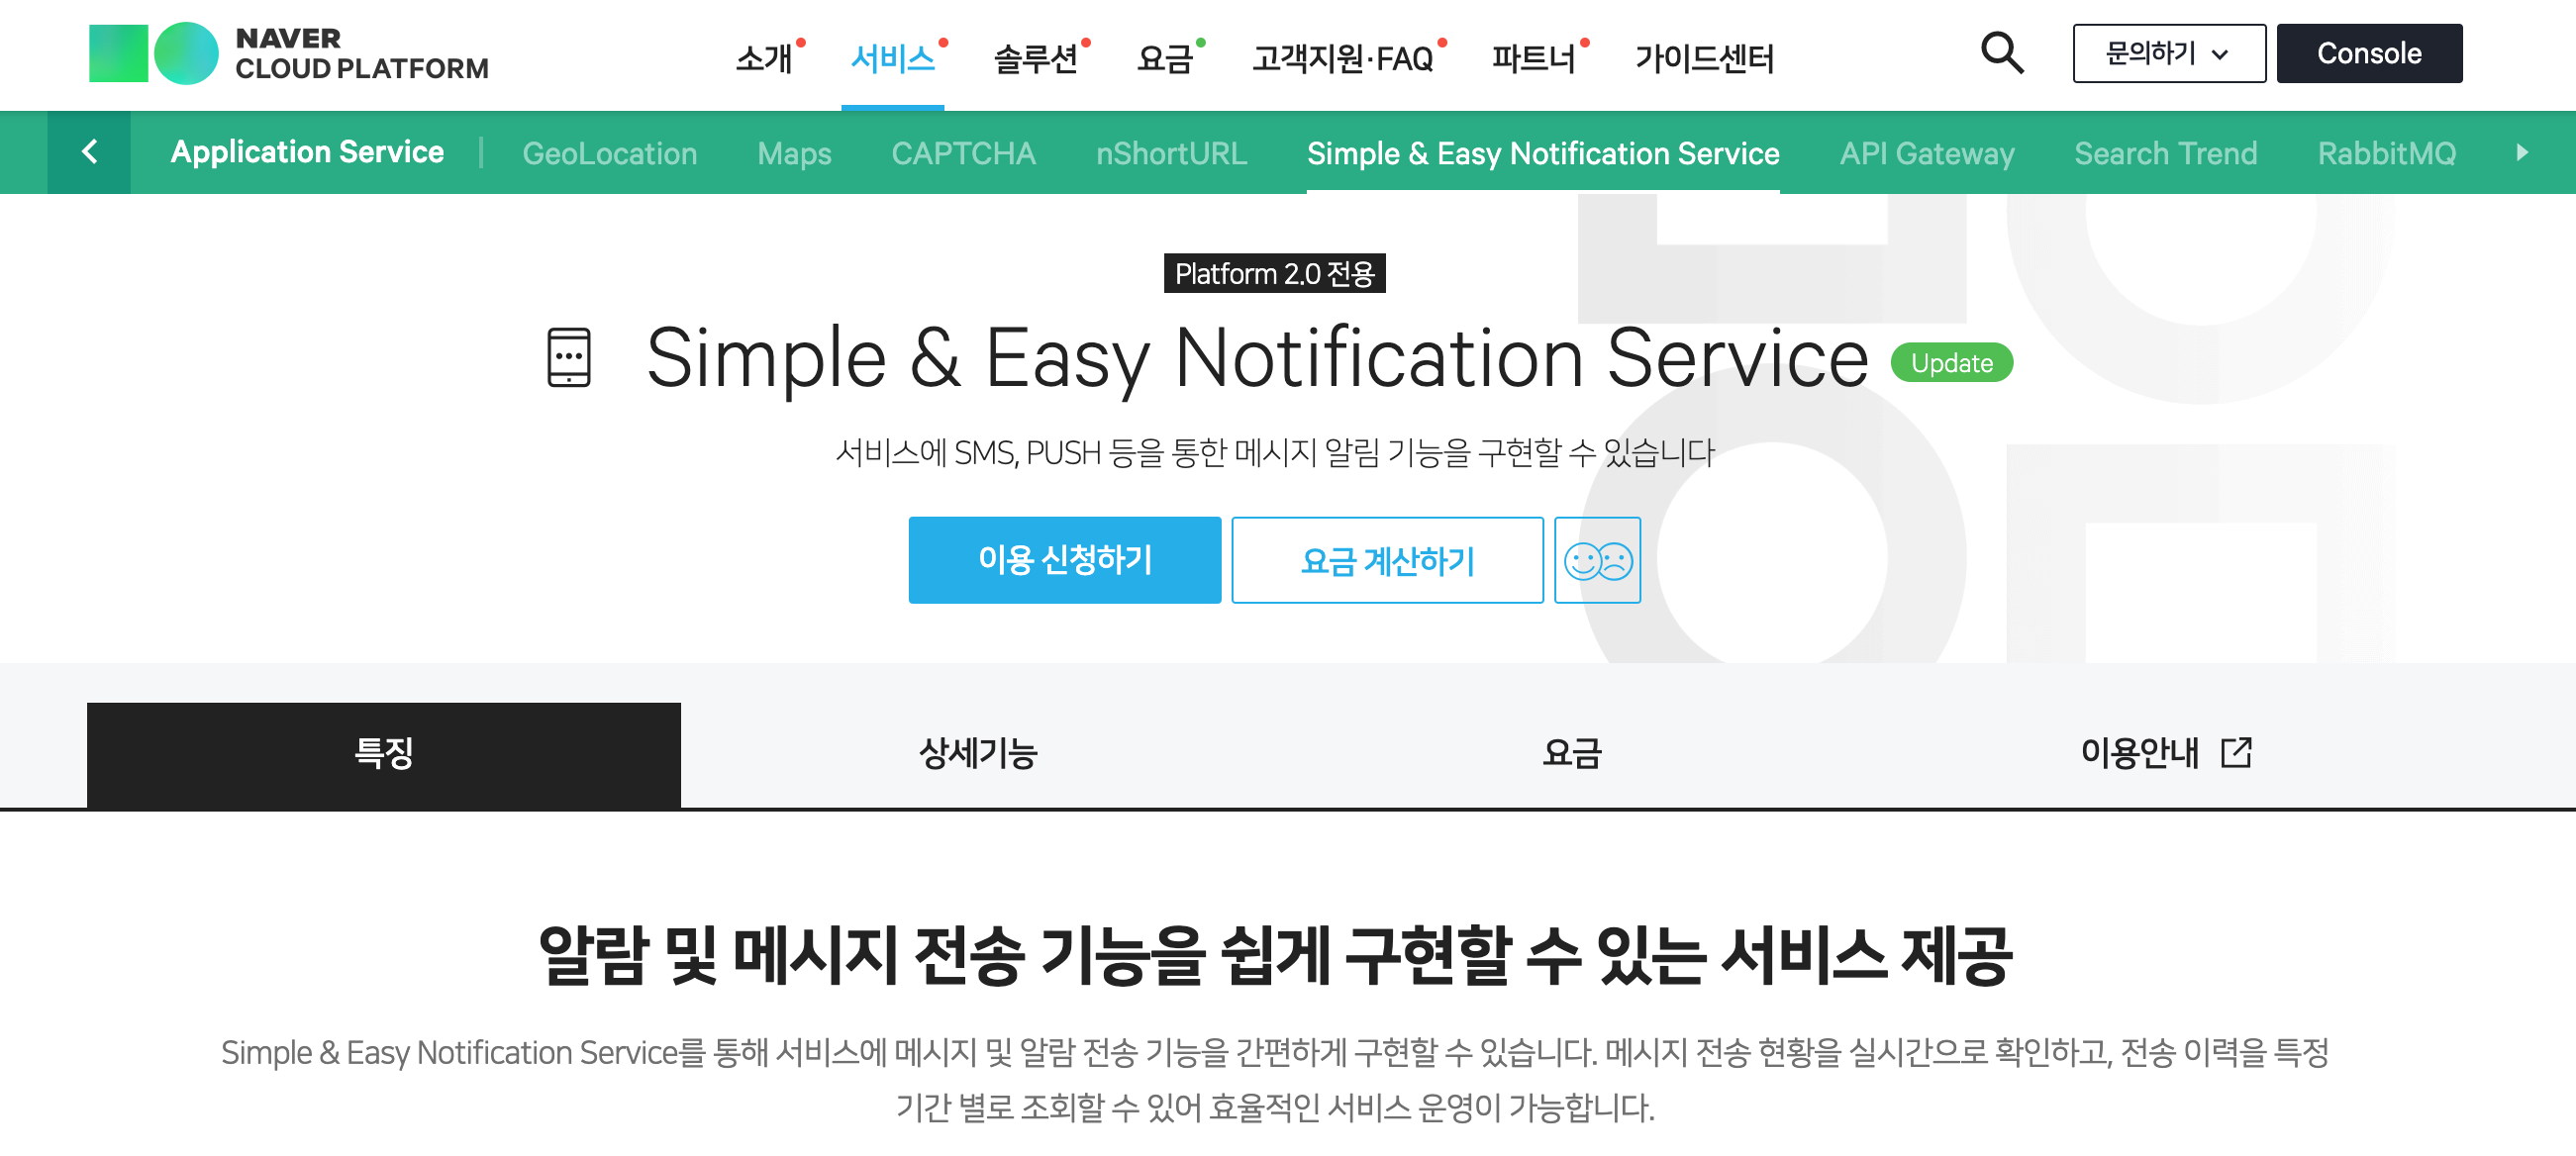 NAVER
CLOUD PLATFORM
소개 서비스 솔루션 요금 고객지원·FAQ 파트너 가이드센터 문의하기 Console
Application Service GeoLocation Maps CAPTCHA nShortURL Simple & Easy Notification Service API Gateway Search Trend RabbitMQ
Platform 2.0 전용
Simple & Easy Notification Service Update
서비스에 SMS, PUSH 등을 통한 메시지 알림 기능을 구현할 수 있습니다
이용 신청하기 요금 계산하기
특징 상세기능 요금 이용안내
알람 및 메시지 전송 기능을 쉽게 구현할 수 있는 서비스 제공
Simple & Easy Notification Service를 통해 서비스에 메시지 및 알람 전송 기능을 간편하게 구현할 수 있습니다. 메시지 전송 현황을 실시간으로 확인하고, 전송 이력을 특정
기간 별로 조회할 수 있어 효율적인 서비스 운영이 가능합니다.